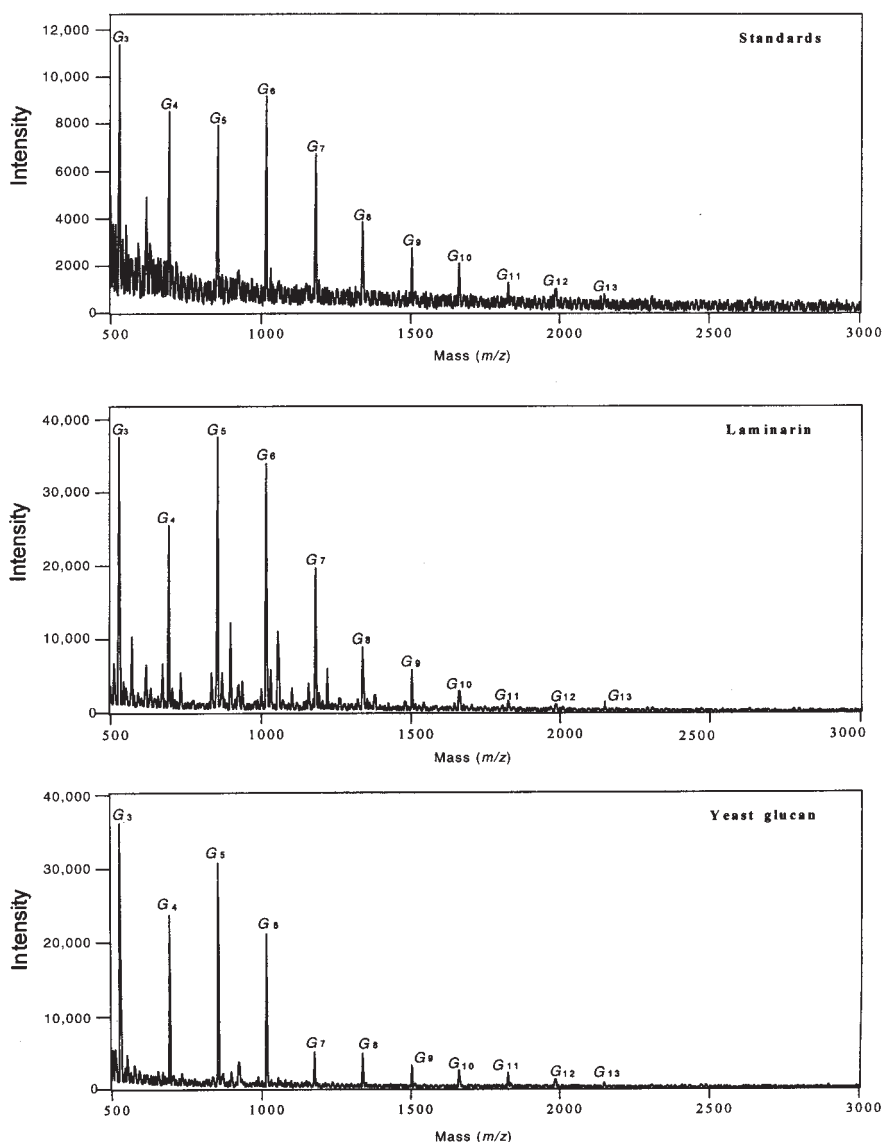 Standards
Intensity
12,000
10,000
8000
6000
4000
2000
0
G3
G4
G5
G6
G7
G8
G9
G10
G11
G12
G13
500
1000
1500
2000
2500
3000
Mass (m/z)
Laminarin
Intensity
40,000
30,000
20,000
10,000
0
G3
G4
G5
G6
G7
G8
G9
G10
G11
G12
G13
500
1000
1500
2000
2500
3000
Mass (m/z)
Yeast glucan
Intensity
40,000
30,000
20,000
10,000
0
G3
G4
G5
G6
G7
G8
G9
G10
G11
G12
G13
500
1000
1500
2000
2500
3000
Mass (m/z)